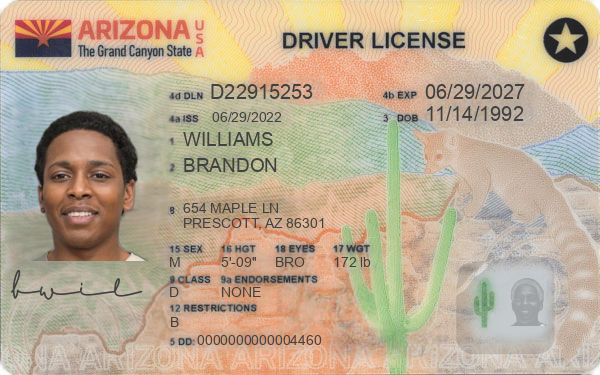 ARIZONA USA
The Grand Canyon State
DRIVER LICENSE
4d DLN D22915253
4b EXP 06/29/2027
4a ISS 06/29/2022
3 DOB 11/14/1992
1 WILLIAMS
2 BRANDON
8 654 MAPLE LN
PRESCOTT, AZ 86301
15 SEX 16 HGT 18 EYES 17 WGT
M 5'-09" BRO 172 lb
9 CLASS 9a ENDORSEMENTS
D NONE
12 RESTRICTIONS
B
5 DD: 0000000000004460
bwil
ARIZONA ARIZONA ARIZONA ARIZONA